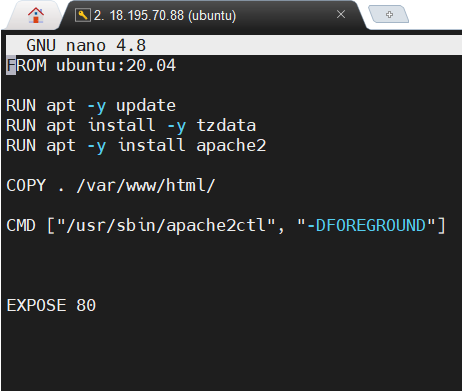 2. 18.195.70.88 (ubuntu)
GNU nano 4.8
FROM ubuntu:20.04
RUN apt -y update
RUN apt install -y tzdata
RUN apt -y install apache2
COPY . /var/www/html/
CMD ["/usr/sbin/apache2ctl", "-DFOREGROUND"]
EXPOSE 80